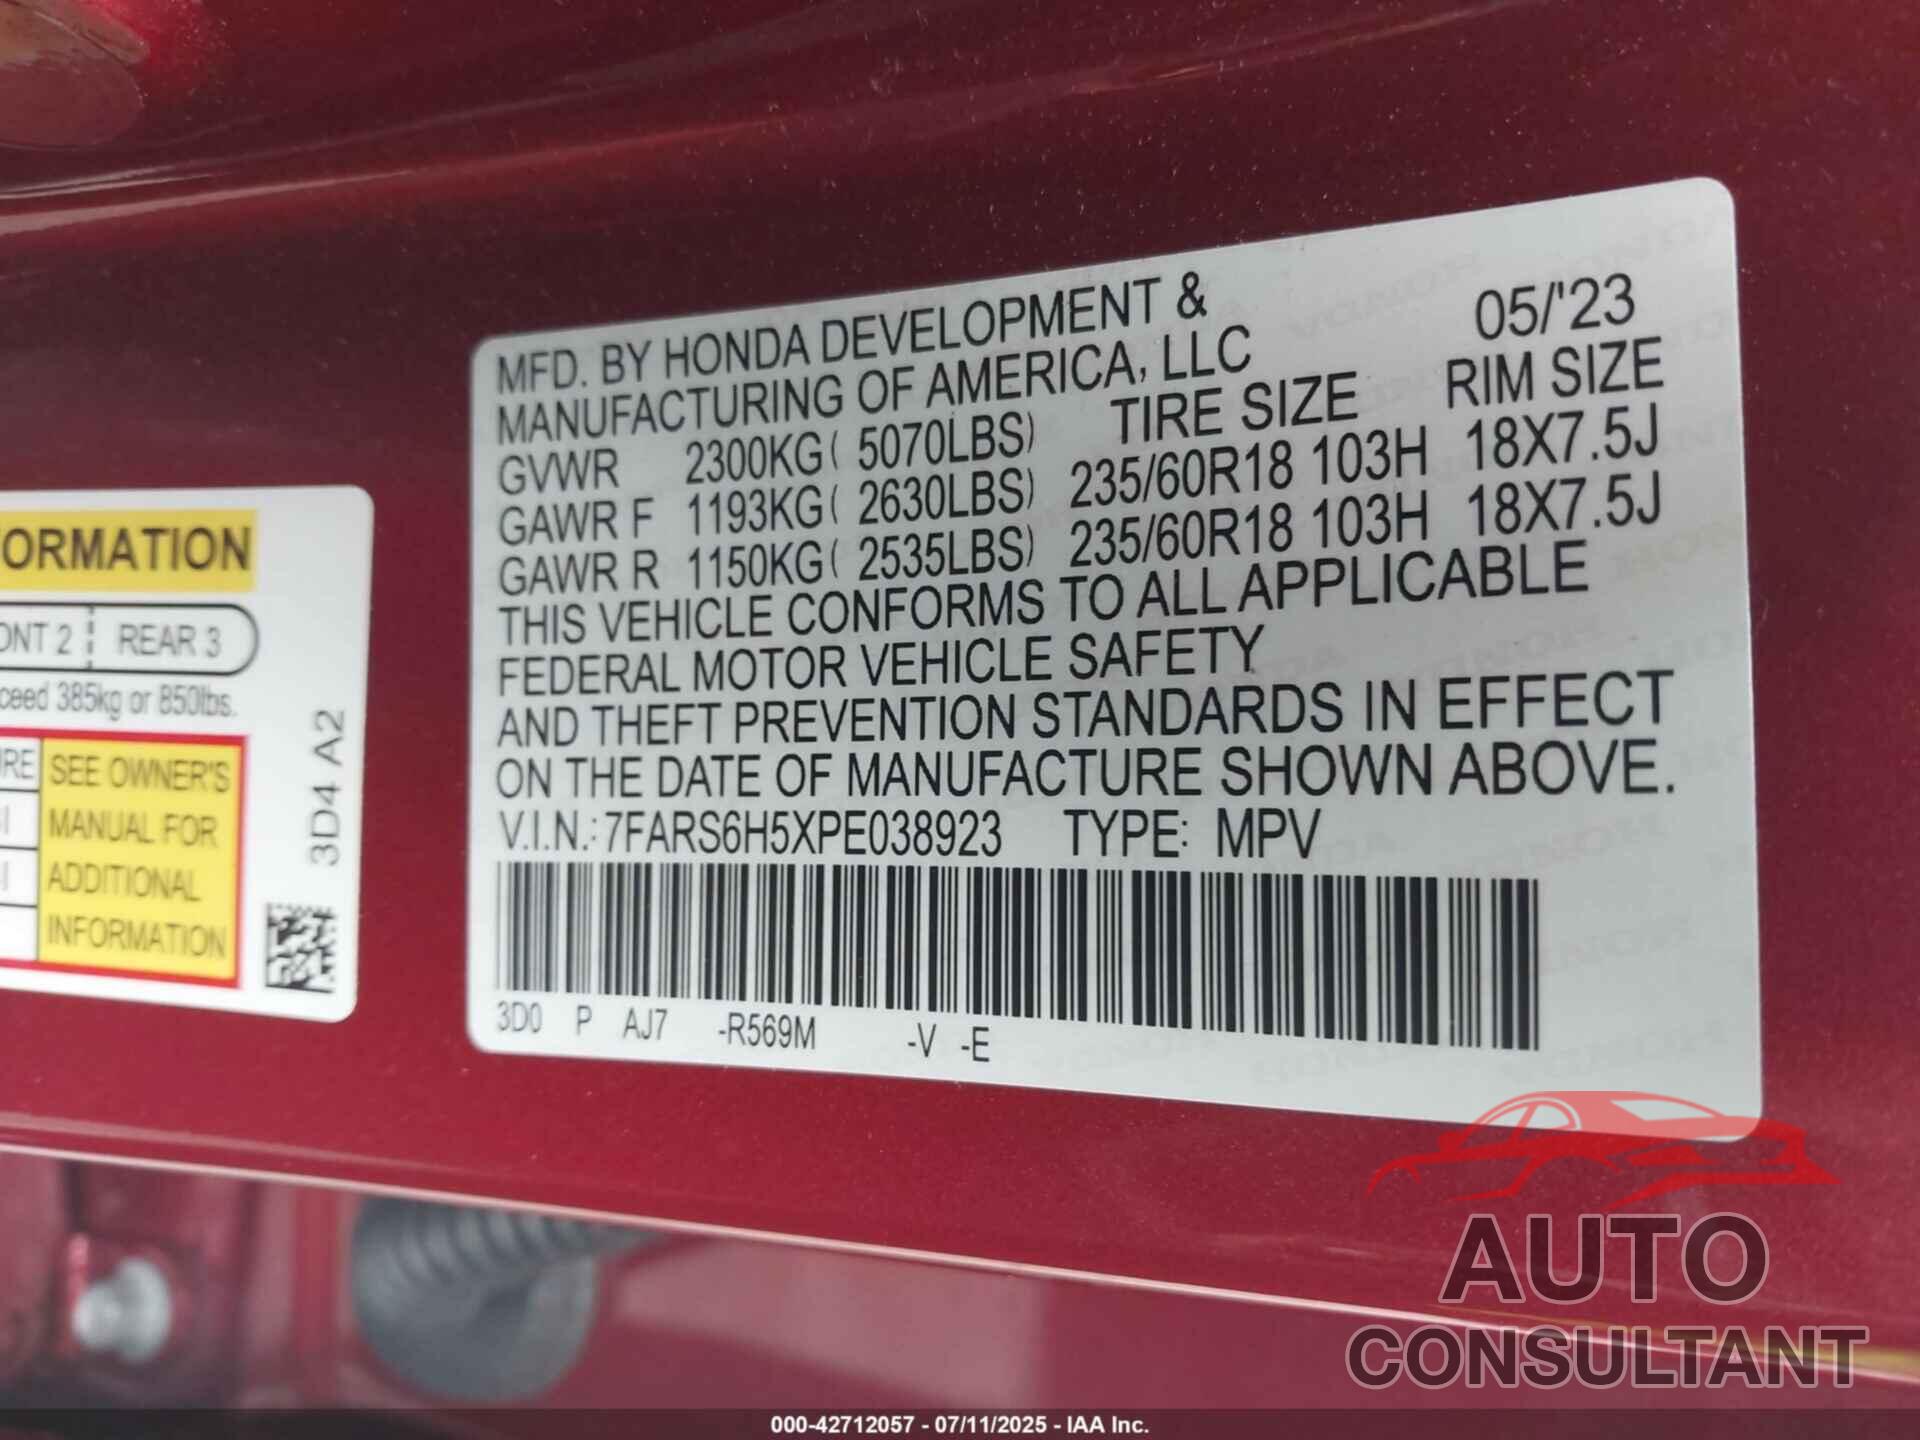 ORMATION
ONT 2 REAR 3
ceed 385kg or 850lbs.
SEE OWNER'S
MANUAL FOR
ADDITIONAL
INFORMATION
3D4 A2
MFD. BY HONDA DEVELOPMENT &
MANUFACTURING OF AMERICA, LLC 05/'23
GVWR 2300KG( 5070LBS) TIRE SIZE RIM SIZE
GAWR F 1193KG( 2630LBS) 235/60R18 103H 18X7.5J
GAWR R 1150KG( 2535LBS) 235/60R18 103H 18X7.5J
THIS VEHICLE CONFORMS TO ALL APPLICABLE
FEDERAL MOTOR VEHICLE SAFETY
AND THEFT PREVENTION STANDARDS IN EFFECT
ON THE DATE OF MANUFACTURE SHOWN ABOVE.
V.I.N.: 7FARS6H5XPE038923 TYPE: MPV
3D0 P AJ7 -R569M -V -E
AUTO
CONSULTANT
000-42712057 - 07/11/2025 - IAA Inc.